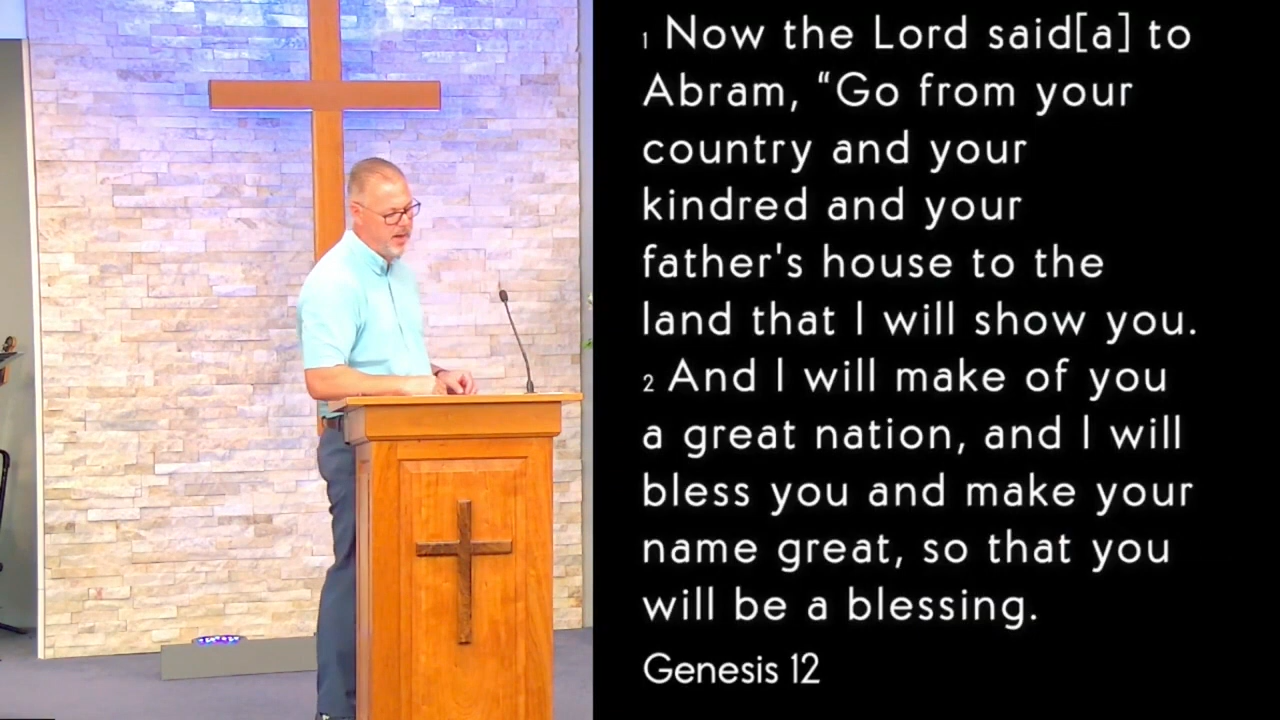 1 Now the Lord said[a] to
Abram, “Go from your
country and your
kindred and your
father's house to the
land that I will show you.
2 And I will make of you
a great nation, and I will
bless you and make your
name great, so that you
will be a blessing.
Genesis 12